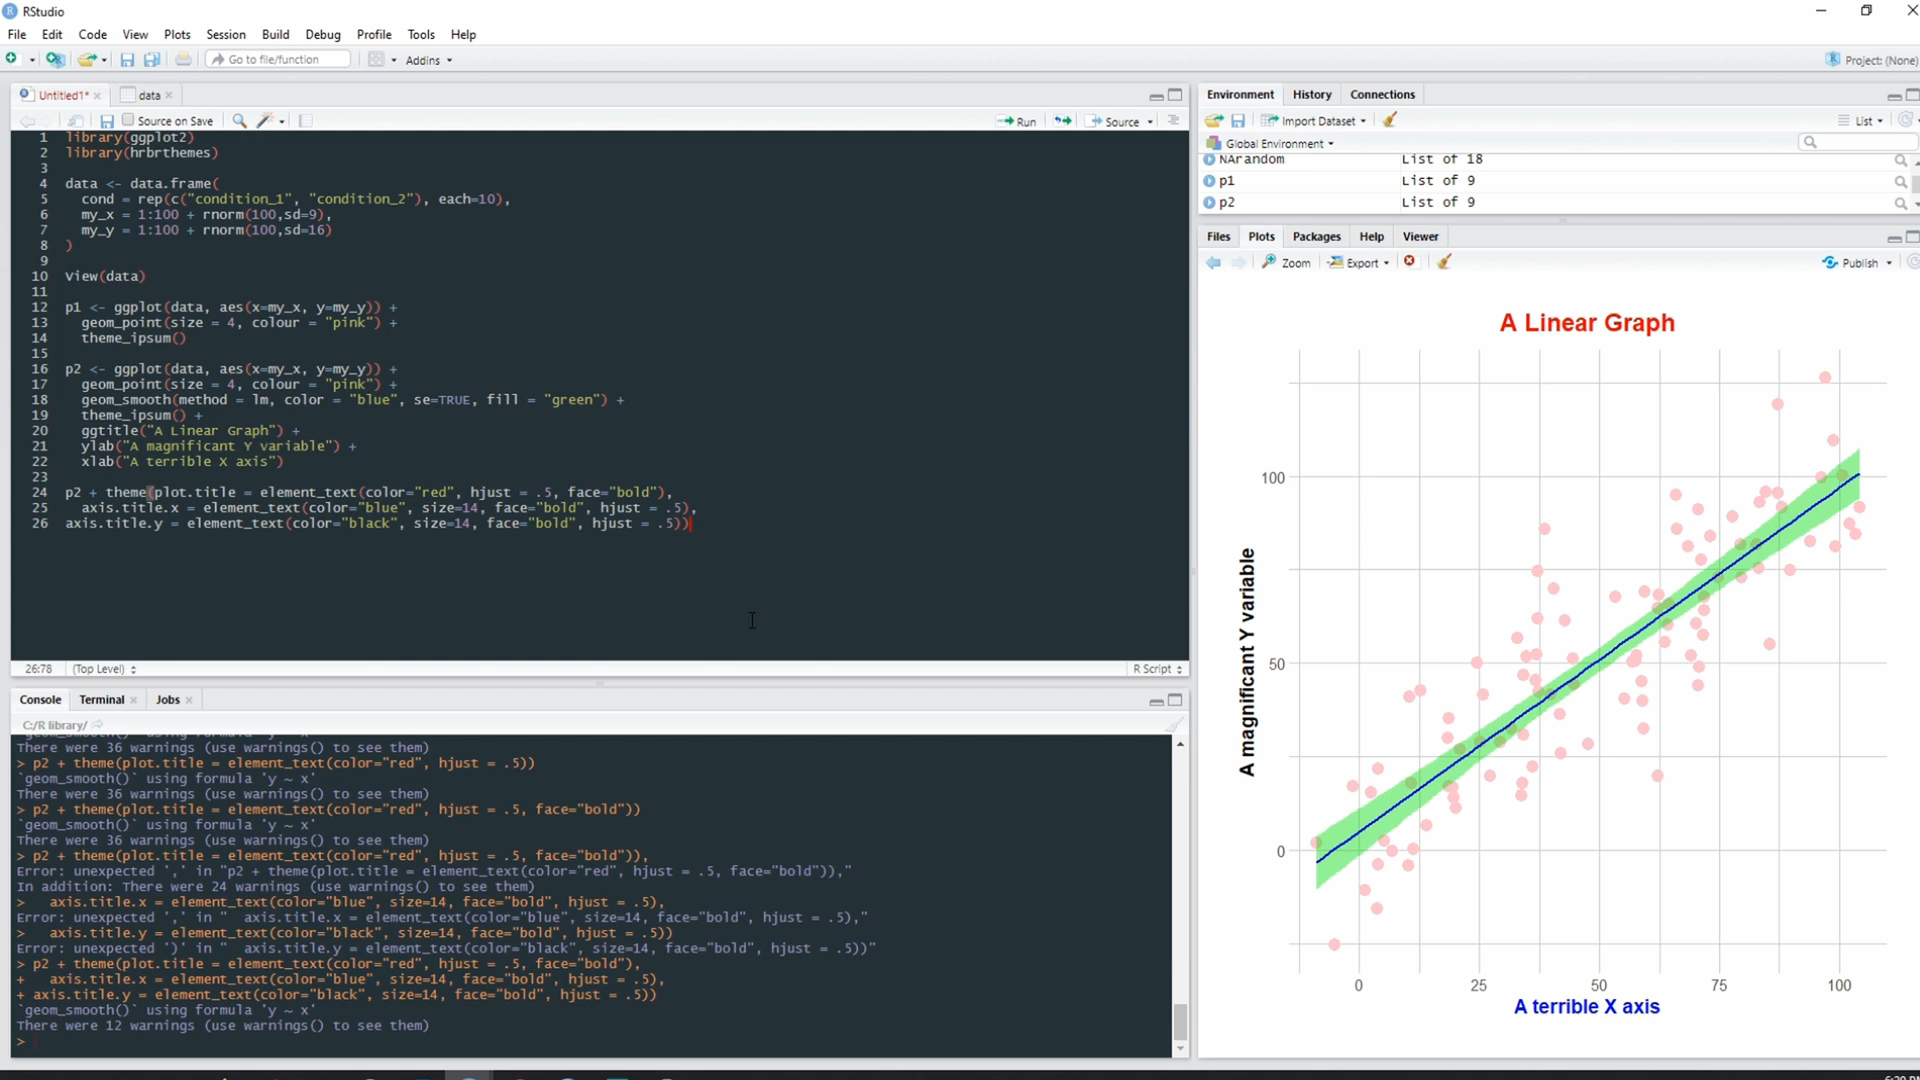 RStudio
File Edit Code View Plots Session Build Debug Profile Tools Help
Go to file/function Addins Project: (None)
Untitled1* data
Source on Save Run Source
1 library(ggplot2)
2 library(hrbrthemes)
3
4 data <- data.frame(
5 cond = rep(c("condition_1", "condition_2"), each=10),
6 my_x = 1:100 + rnorm(100,sd=9),
7 my_y = 1:100 + rnorm(100,sd=16)
8 )
9
10 View(data)
11
12 p1 <- ggplot(data, aes(x=my_x, y=my_y)) +
13 geom_point(size = 4, colour = "pink") +
14 theme_ipsum()
15
16 p2 <- ggplot(data, aes(x=my_x, y=my_y)) +
17 geom_point(size = 4, colour = "pink") +
18 geom_smooth(method = lm, color = "blue", se=TRUE, fill = "green") +
19 theme_ipsum() +
20 ggtitle("A Linear Graph") +
21 ylab("A magnificant Y variable") +
22 xlab("A terrible X axis")
23
24 p2 + theme(plot.title = element_text(color="red", hjust = .5, face="bold"),
25 axis.title.x = element_text(color="blue", size=14, face="bold", hjust = .5),
26 axis.title.y = element_text(color="black", size=14, face="bold", hjust = .5))
26:78 (Top Level) R Script
Console Terminal Jobs
C:/R library/
There were 36 warnings (use warnings() to see them)
> p2 + theme(plot.title = element_text(color="red", hjust = .5))
`geom_smooth()` using formula 'y ~ x'
There were 36 warnings (use warnings() to see them)
> p2 + theme(plot.title = element_text(color="red", hjust = .5, face="bold"))
`geom_smooth()` using formula 'y ~ x'
There were 36 warnings (use warnings() to see them)
> p2 + theme(plot.title = element_text(color="red", hjust = .5, face="bold")),
Error: unexpected ',' in "p2 + theme(plot.title = element_text(color="red", hjust = .5, face="bold")),"
In addition: There were 24 warnings (use warnings() to see them)
> axis.title.x = element_text(color="blue", size=14, face="bold", hjust = .5),
Error: unexpected ',' in " axis.title.x = element_text(color="blue", size=14, face="bold", hjust = .5),"
> axis.title.y = element_text(color="black", size=14, face="bold", hjust = .5))
Error: unexpected ')' in " axis.title.y = element_text(color="black", size=14, face="bold", hjust = .5))"
> p2 + theme(plot.title = element_text(color="red", hjust = .5, face="bold"),
+ axis.title.x = element_text(color="blue", size=14, face="bold", hjust = .5),
+ axis.title.y = element_text(color="black", size=14, face="bold", hjust = .5))
`geom_smooth()` using formula 'y ~ x'
There were 12 warnings (use warnings() to see them)
>
Environment History Connections
Import Dataset List
Global Environment
NArandom List of 18
p1 List of 9
p2 List of 9
Files Plots Packages Help Viewer
Zoom Export Publish
A Linear Graph
A magnificant Y variable
100
50
0
0 25 50 75 100
A terrible X axis